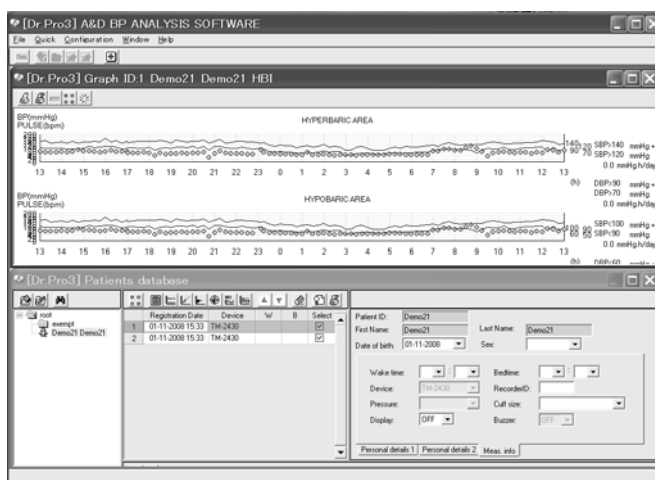 [Dr.Pro3] A&D BP ANALYSIS SOFTWARE
File Quick Configuration Window Help
[Dr.Pro3] Graph ID:1 Demo21 Demo21 HBI
BP(mmHg)
PULSE(bpm)
HYPERBARIC AREA
SBP>140 mmHg
SBP>120 mmHg
0.0 mmHg.h/day
13 14 15 16 17 18 19 20 21 22 23 0 1 2 3 4 5 6 7 8 9 10 11 12 13
(h)
DBP>90 mmHg
DBP>70 mmHg
BP(mmHg)
PULSE(bpm)
HYPOBARIC AREA
SBP<100 mmHg
SBP<90 mmHg
0.0 mmHg.h/day
13 14 15 16 17 18 19 20 21 22 23 0 1 2 3 4 5 6 7 8 9 10 11 12 13
(h)
DBP<60 mmHg
[Dr.Pro3] Patients database
root
exempt
Demo21 Demo21
Registration Date Device W B Select
1 01-11-2008 15:33 TM-2430
2 01-11-2008 15:33 TM-2430
Patient ID: Demo21
First Name: Demo21 Last Name: Demo21
Date of birth: 01-11-2008 Sex:
Wake time: : Bedtime: :
Device: TM-2430 RecorderID:
Pressure: Cuff size:
Display: OFF Buzzer: OFF
Personal details 1 Personal details 2 Meas. info